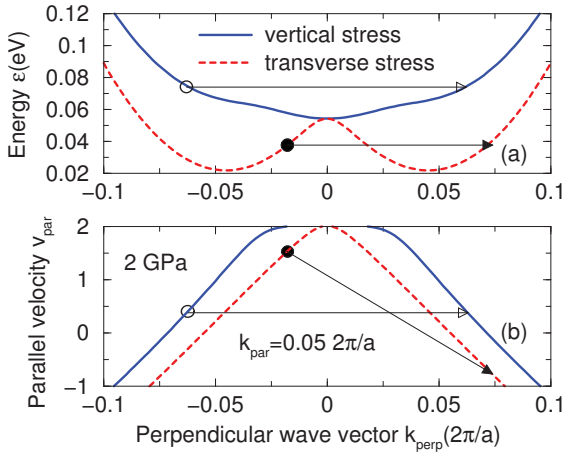 0.12
0.10
0.08
0.06
0.04
0.02
Energy ε(eV)
vertical stress
transverse stress
(a)
−0.1 −0.05 0 0.05 0.1
2
1
0
−1
Parallel velocity v_par
2 GPa
k_par=0.05 2π/a
(b)
−0.1 −0.05 0 0.05 0.1
Perpendicular wave vector k_perp(2π/a)